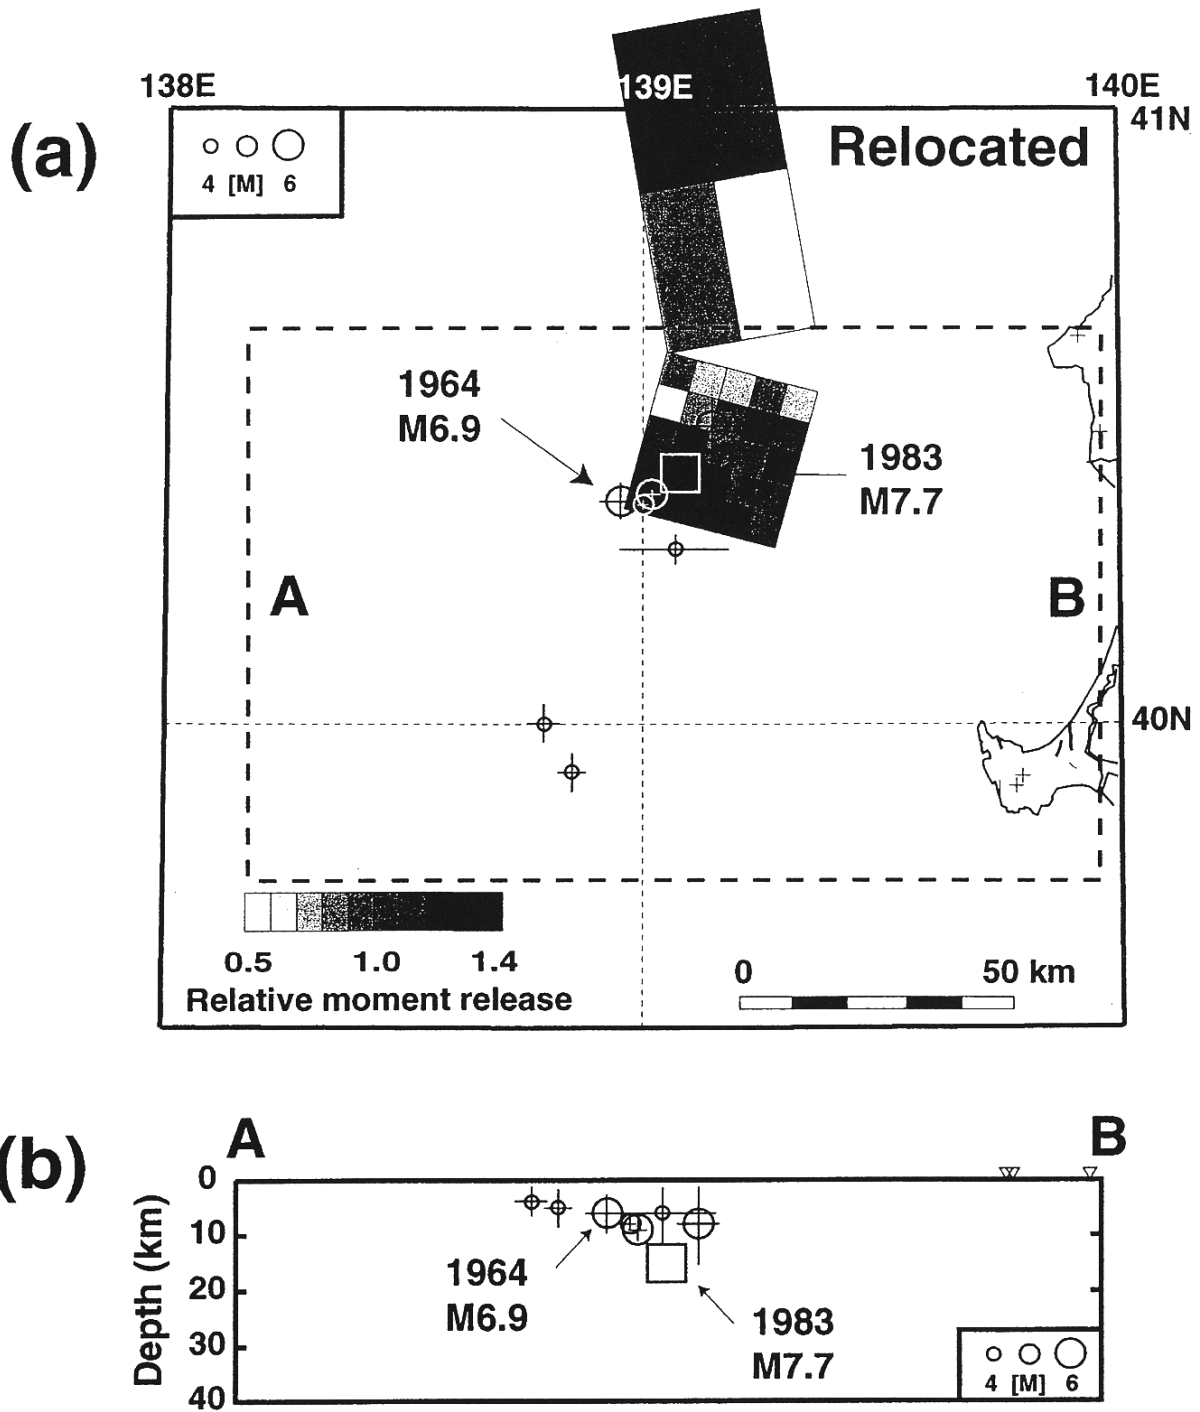 138E
139E
140E
41N
(a)
Relocated
4 [M] 6
1964
M6.9
1983
M7.7
A
B
40N
0.5 1.0 1.4
Relative moment release
0 50 km
(b)
A
B
0
10
20
30
40
Depth (km)
1964
M6.9
1983
M7.7
4 [M] 6